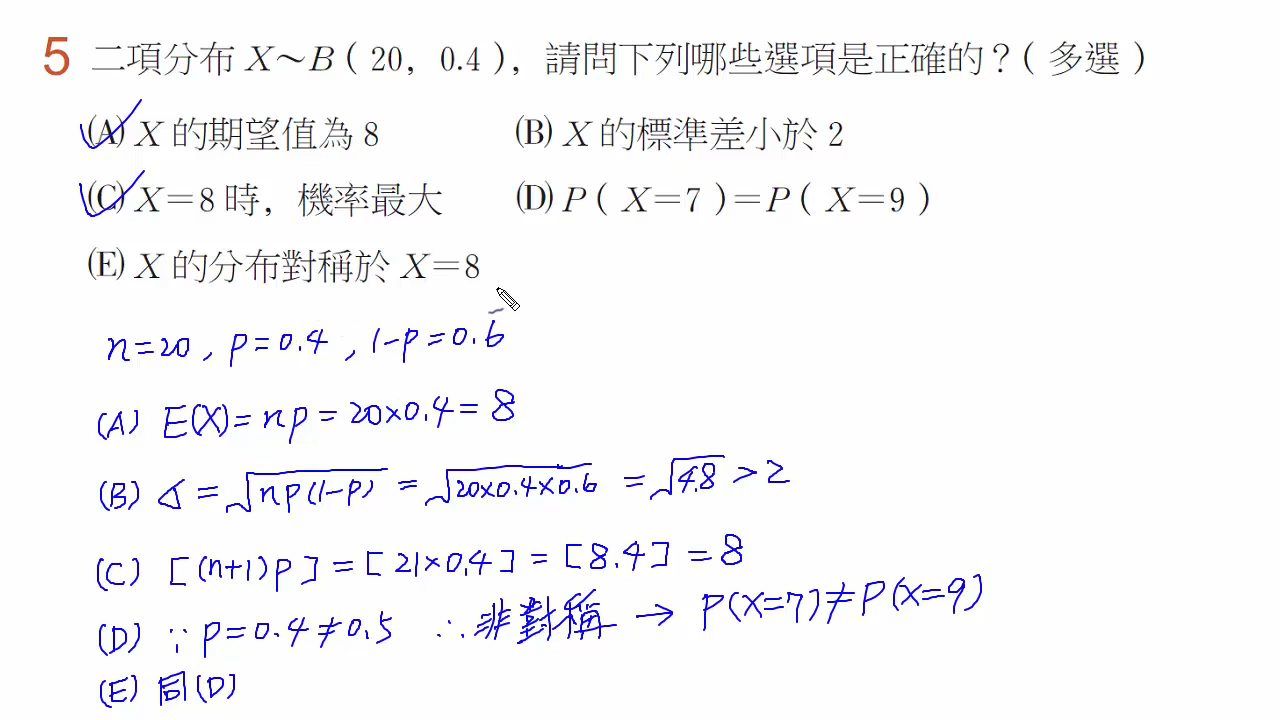 5 二項分布 X～B ( 20, 0.4 ), 請問下列哪些選項是正確的？( 多選 )
(A) X 的期望值為 8 (B) X 的標準差小於 2
(C) X＝8 時, 機率最大 (D) P ( X＝7 )＝P ( X＝9 )
(E) X 的分布對稱於 X＝8
n=20 , p=0.4 , 1-p=0.6
(A) E(X)= np = 20×0.4 = 8
(B) σ = √np(1-p) = √20×0.4×0.6 = √4.8 > 2
(C) [(n+1)p] = [21×0.4] = [8.4] = 8
(D) ∵ p=0.4≠0.5 ∴非對稱 → P(X=7)≠P(X=9)
(E) 同(D)